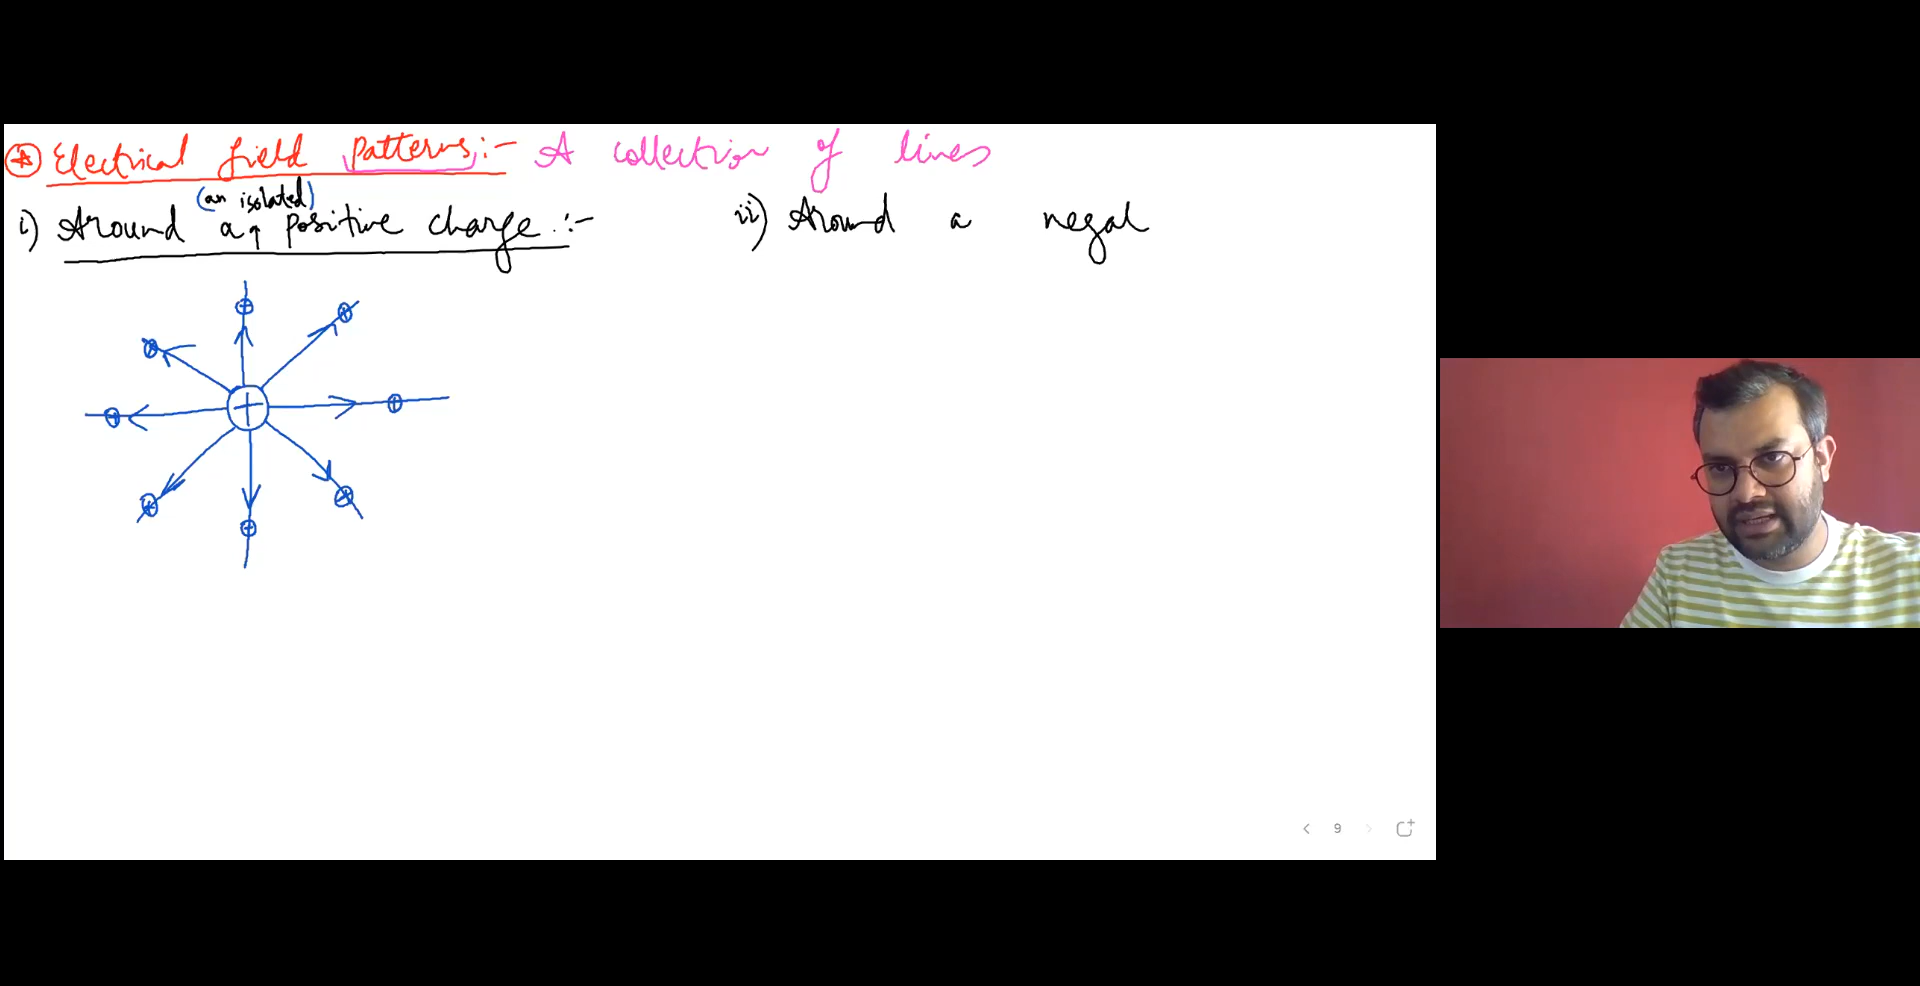 Electrical field patterns:- A collection of lines
(an isolated)
i) Around a positive charge:-
ii) Around a negat
9